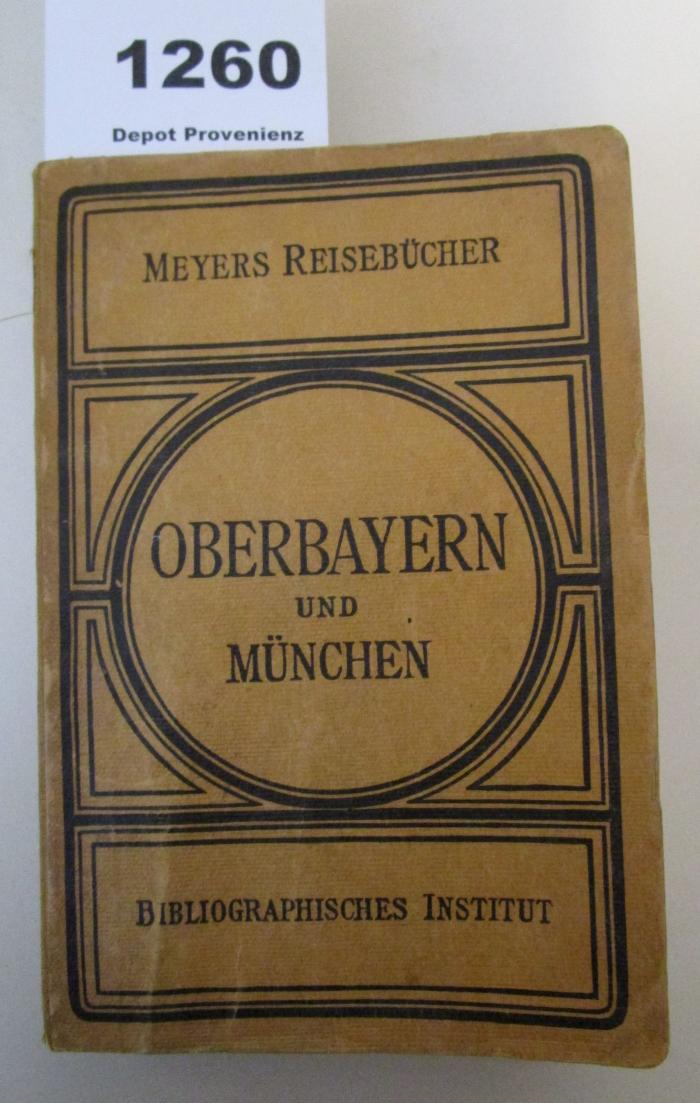 1260
Depot Provenienz
MEYERS REISEBÜCHER
OBERBAYERN
UND
MÜNCHEN
BIBLIOGRAPHISCHES INSTITUT